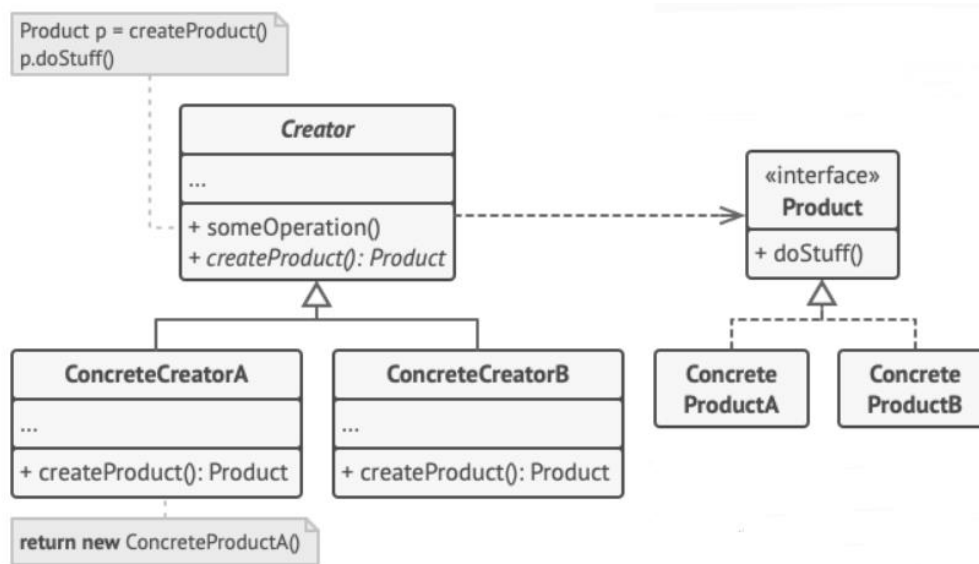 Product p = createProduct()
p.doStuff()
Creator
...
+ someOperation()
+ createProduct(): Product
«interface»
Product
+ doStuff()
ConcreteCreatorA
...
+ createProduct(): Product
ConcreteCreatorB
...
+ createProduct(): Product
Concrete
ProductA
Concrete
ProductB
return new ConcreteProductA()